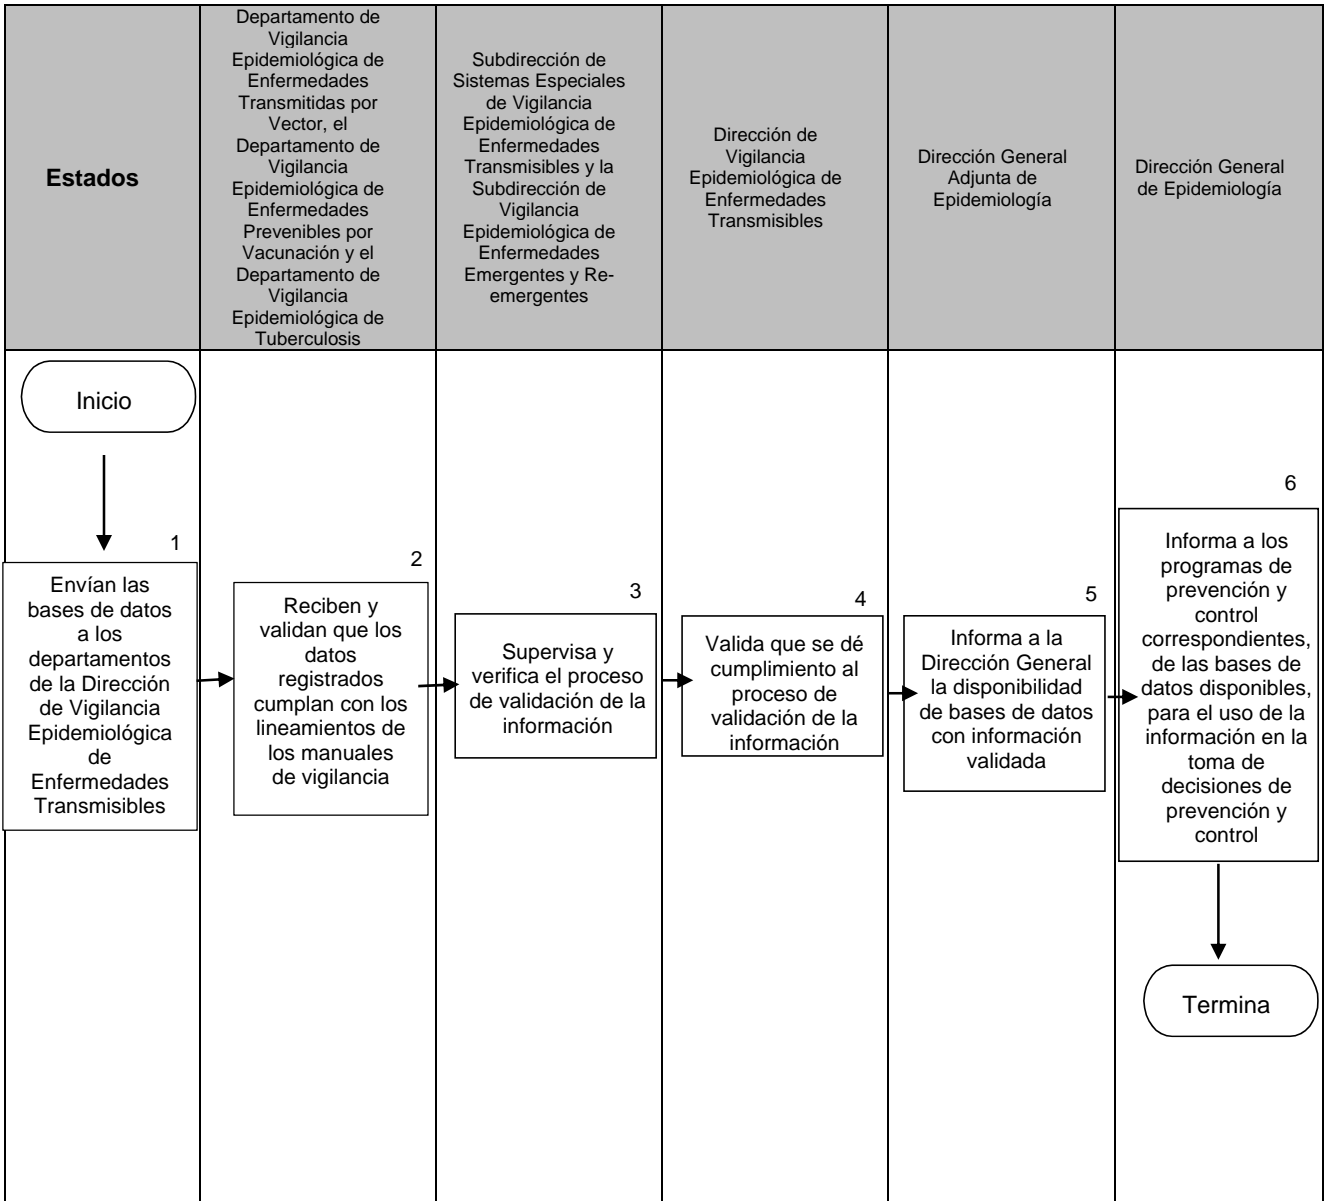 Estados
Departamento de
Vigilancia
Epidemiológica de
Enfermedades
Transmitidas por
Vector, el
Departamento de
Vigilancia
Epidemiológica de
Enfermedades
Prevenibles por
Vacunación y el
Departamento de
Vigilancia
Epidemiológica de
Tuberculosis
Subdirección de
Sistemas Especiales
de Vigilancia
Epidemiológica de
Enfermedades
Transmisibles y la
Subdirección de
Vigilancia
Epidemiológica de
Enfermedades
Emergentes y Re-
emergentes
Dirección de
Vigilancia
Epidemiológica de
Enfermedades
Transmisibles
Dirección General
Adjunta de
Epidemiología
Dirección General
de Epidemiología
Inicio
1
Envían las
bases de datos
a los
departamentos
de la Dirección
de Vigilancia
Epidemiológica
de
Enfermedades
Transmisibles
2
Reciben y
validan que los
datos
registrados
cumplan con los
lineamientos de
los manuales
de vigilancia
3
Supervisa y
verifica el proceso
de validación de la
información
4
Valida que se dé
cumplimiento al
proceso de
validación de la
información
5
Informa a la
Dirección General
la disponibilidad
de bases de datos
con información
validada
6
Informa a los
programas de
prevención y
control
correspondientes,
de las bases de
datos disponibles,
para el uso de la
información en la
toma de
decisiones de
prevención y
control
Termina